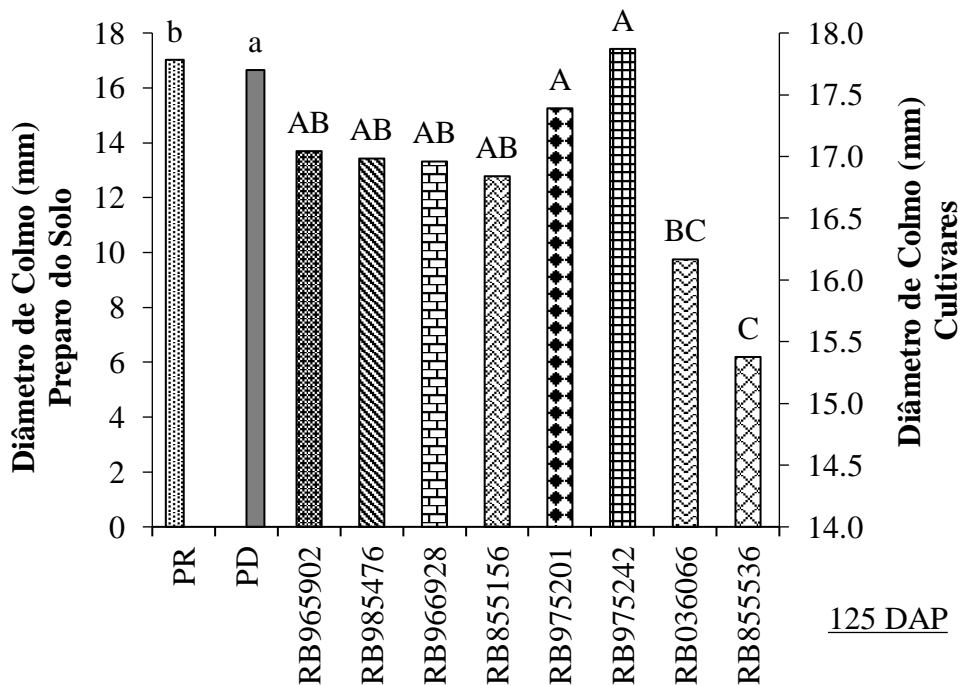 Diâmetro de Colmo (mm)
Preparo do Solo
18
16
14
12
10
8
6
4
2
0
b
a
AB
AB
AB
AB
A
A
BC
C
18.0
17.5
17.0
16.5
16.0
15.5
15.0
14.5
14.0
Diâmetro de Colmo (mm)
Cultivares
PR
PD
RB965902
RB985476
RB966928
RB855156
RB975201
RB975242
RB036066
RB855536
125 DAP